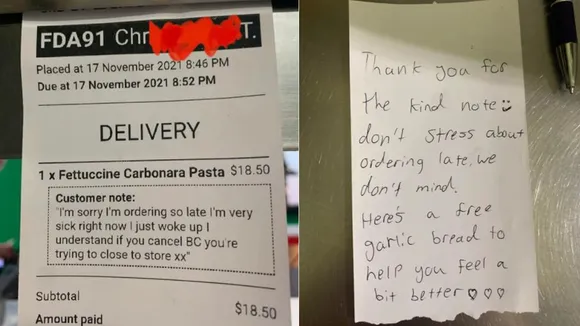 FDA91 Chr T.
Placed at 17 November 2021 8:46 PM
Due at 17 November 2021 8:52 PM
DELIVERY
1 x Fettuccine Carbonara Pasta $18.50
Customer note:
"I'm sorry I'm ordering so late I'm very
sick right now I just woke up I
understand if you cancel BC you're
trying to close to store xx"
Subtotal $18.50
Amount paid
Thank you for
the kind note
don't stress about
ordering late, we
don't mind.
Here's a free
garlic bread to
help you feel a
bit better ♡♡♡